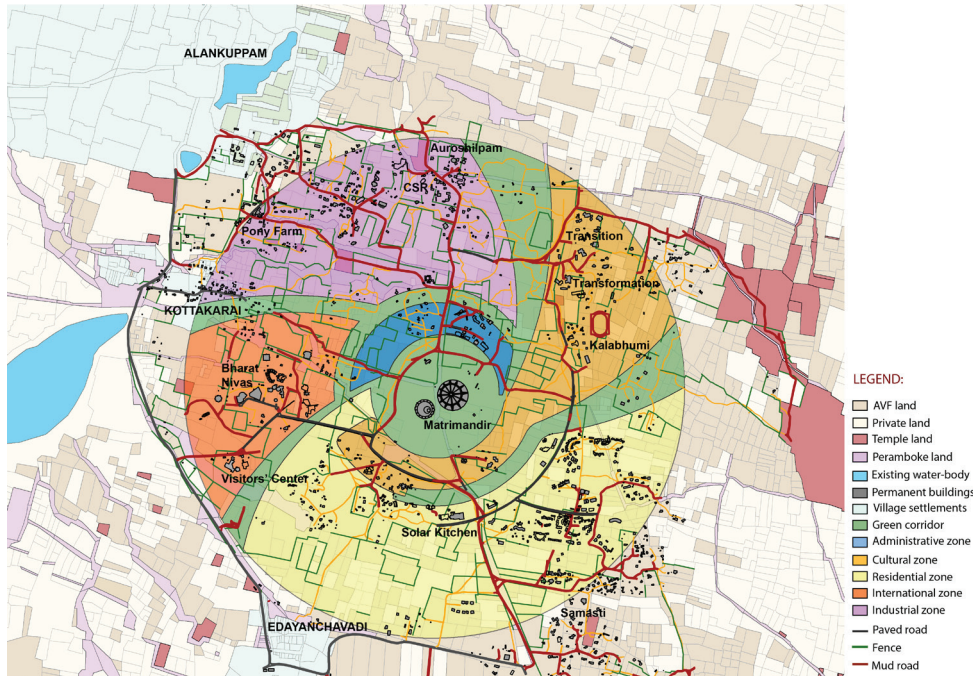 ALANKUPPAM
Auroshilpam
CSR
Pony Farm
Transition
Transformation
KOTTAKARAI
Kalabhumi
Bharat
Nivas
Matrimandir
Visitors' Center
Solar Kitchen
Samasti
EDAYANCHAVADI
LEGEND:
AVF land
Private land
Temple land
Peramboke land
Existing water-body
Permanent buildings
Village settlements
Green corridor
Administrative zone
Cultural zone
Residential zone
International zone
Industrial zone
Paved road
Fence
Mud road